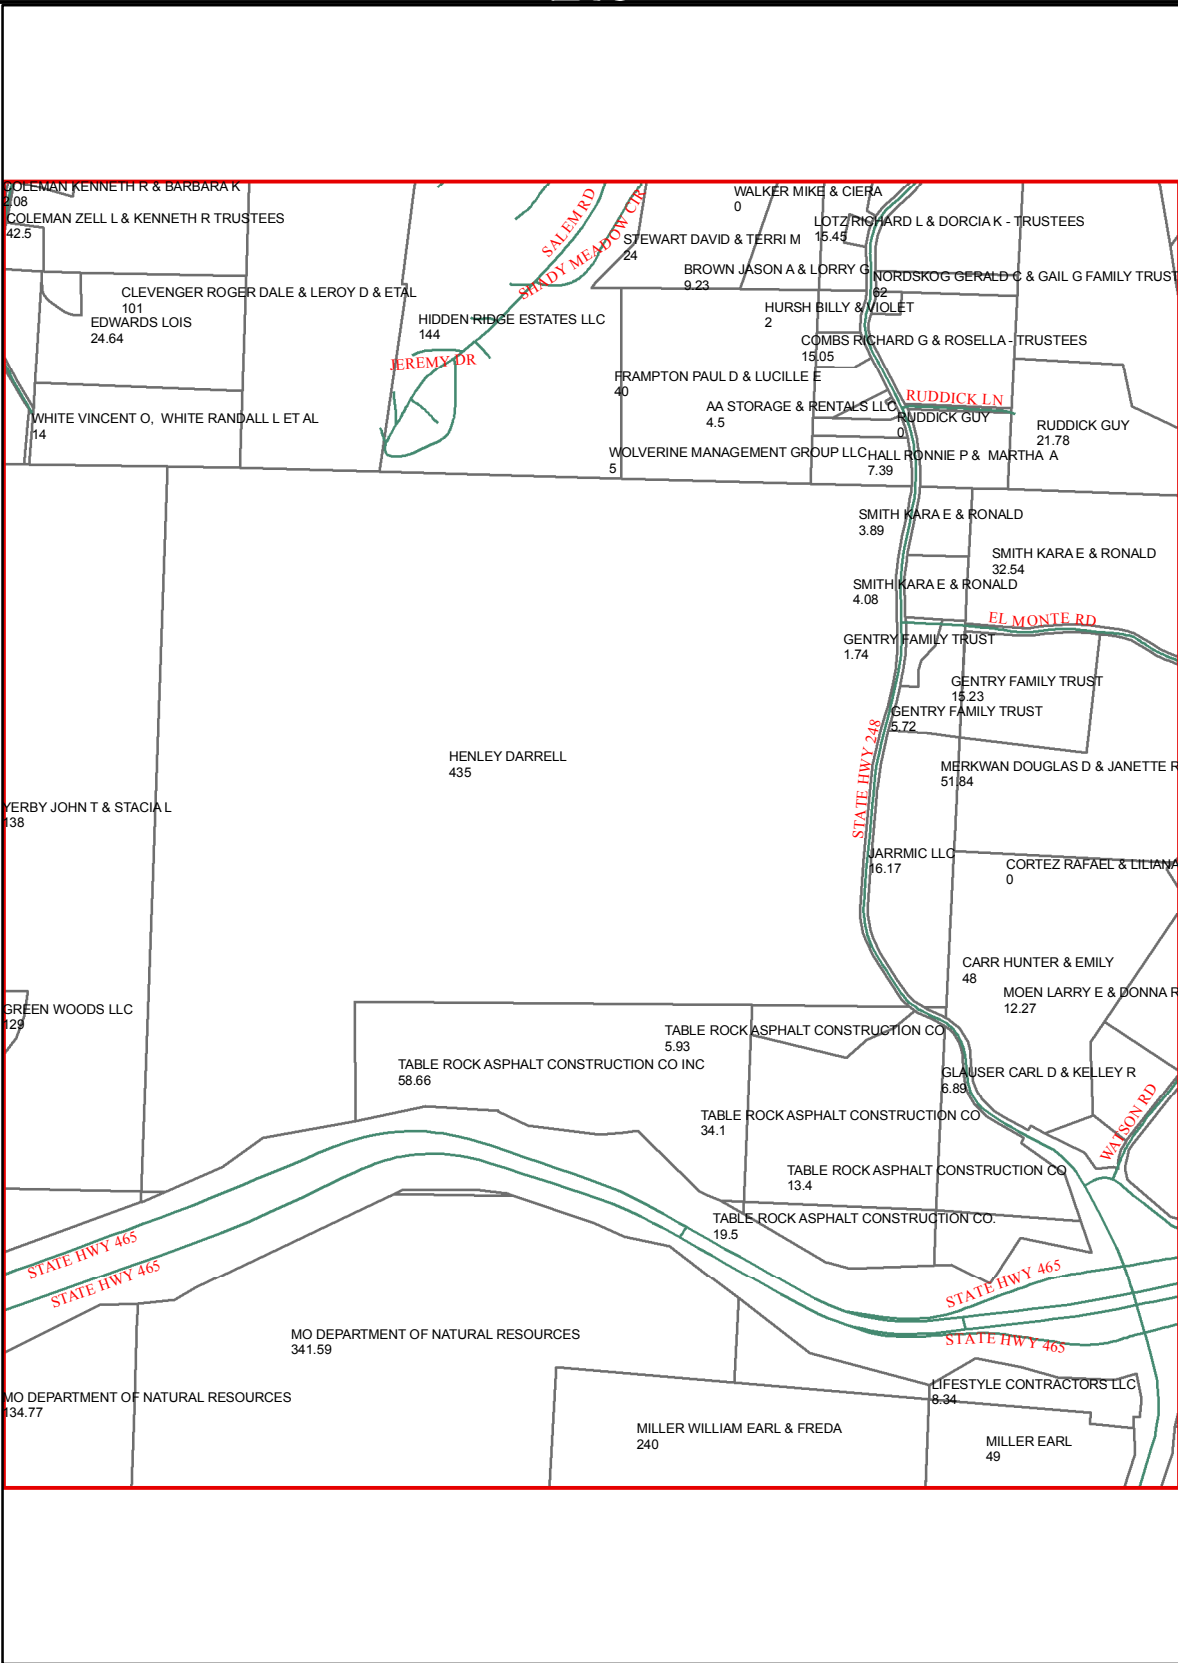 COLEMAN KENNETH R & BARBARA K
2.08
COLEMAN ZELL L & KENNETH R TRUSTEES
42.5
CLEVENGER ROGER DALE & LEROY D & ETAL
101
EDWARDS LOIS
24.64
WHITE VINCENT O, WHITE RANDALL L ET AL
14
SALEM RD
SHADY MEADOW CIR
HIDDEN RIDGE ESTATES LLC
144
JEREMY DR
WALKER MIKE & CIERA
0
LOTZ RICHARD L & DORCIA K - TRUSTEES
15.45
STEWART DAVID & TERRI M
24
BROWN JASON A & LORRY G
9.23
NORDSKOG GERALD C & GAIL G FAMILY TRUST
62
HURSH BILLY & VIOLET
2
COMBS RICHARD G & ROSELLA - TRUSTEES
15.05
FRAMPTON PAUL D & LUCILLE E
40
AA STORAGE & RENTALS LLC
4.5
RUDDICK LN
RUDDICK GUY
0
RUDDICK GUY
21.78
WOLVERINE MANAGEMENT GROUP LLC
5
HALL RONNIE P & MARTHA A
7.39
SMITH KARA E & RONALD
3.89
SMITH KARA E & RONALD
32.54
SMITH KARA E & RONALD
4.08
EL MONTE RD
GENTRY FAMILY TRUST
1.74
GENTRY FAMILY TRUST
15.23
GENTRY FAMILY TRUST
5.72
STATE HWY 248
HENLEY DARRELL
435
MERKWAN DOUGLAS D & JANETTE R
51.84
YERBY JOHN T & STACIA L
138
JARRMIC LLC
16.17
CORTEZ RAFAEL & LILIANA
0
CARR HUNTER & EMILY
48
MOEN LARRY E & DONNA R
12.27
GREEN WOODS LLC
129
TABLE ROCK ASPHALT CONSTRUCTION CO
5.93
TABLE ROCK ASPHALT CONSTRUCTION CO INC
58.66
GLAUSER CARL D & KELLEY R
6.89
WATSON RD
TABLE ROCK ASPHALT CONSTRUCTION CO
34.1
TABLE ROCK ASPHALT CONSTRUCTION CO
13.4
TABLE ROCK ASPHALT CONSTRUCTION CO.
19.5
STATE HWY 465
STATE HWY 465
STATE HWY 465
STATE HWY 465
MO DEPARTMENT OF NATURAL RESOURCES
341.59
MO DEPARTMENT OF NATURAL RESOURCES
134.77
LIFESTYLE CONTRACTORS LLC
8.34
MILLER WILLIAM EARL & FREDA
240
MILLER EARL
49